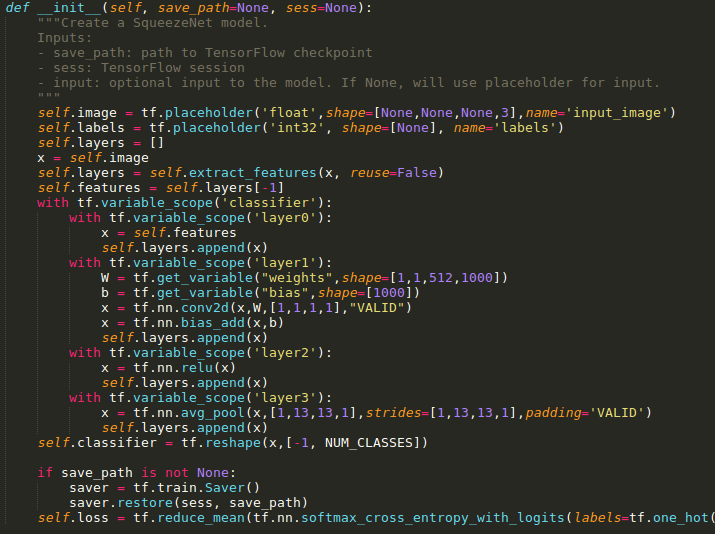 def __init__(self, save_path=None, sess=None):
"""Create a SqueezeNet model.
Inputs:
- save_path: path to TensorFlow checkpoint
- sess: TensorFlow session
- input: optional input to the model. If None, will use placeholder for input.
"""
self.image = tf.placeholder('float',shape=[None,None,None,3],name='input_image')
self.labels = tf.placeholder('int32', shape=[None], name='labels')
self.layers = []
x = self.image
self.layers = self.extract_features(x, reuse=False)
self.features = self.layers[-1]
with tf.variable_scope('classifier'):
with tf.variable_scope('layer0'):
x = self.features
self.layers.append(x)
with tf.variable_scope('layer1'):
W = tf.get_variable("weights",shape=[1,1,512,1000])
b = tf.get_variable("bias",shape=[1000])
x = tf.nn.conv2d(x,W,[1,1,1,1],"VALID")
x = tf.nn.bias_add(x,b)
self.layers.append(x)
with tf.variable_scope('layer2'):
x = tf.nn.relu(x)
self.layers.append(x)
with tf.variable_scope('layer3'):
x = tf.nn.avg_pool(x,[1,13,13,1],strides=[1,13,13,1],padding='VALID')
self.layers.append(x)
self.classifier = tf.reshape(x,[-1, NUM_CLASSES])
if save_path is not None:
saver = tf.train.Saver()
saver.restore(sess, save_path)
self.loss = tf.reduce_mean(tf.nn.softmax_cross_entropy_with_logits(labels=tf.one_hot(